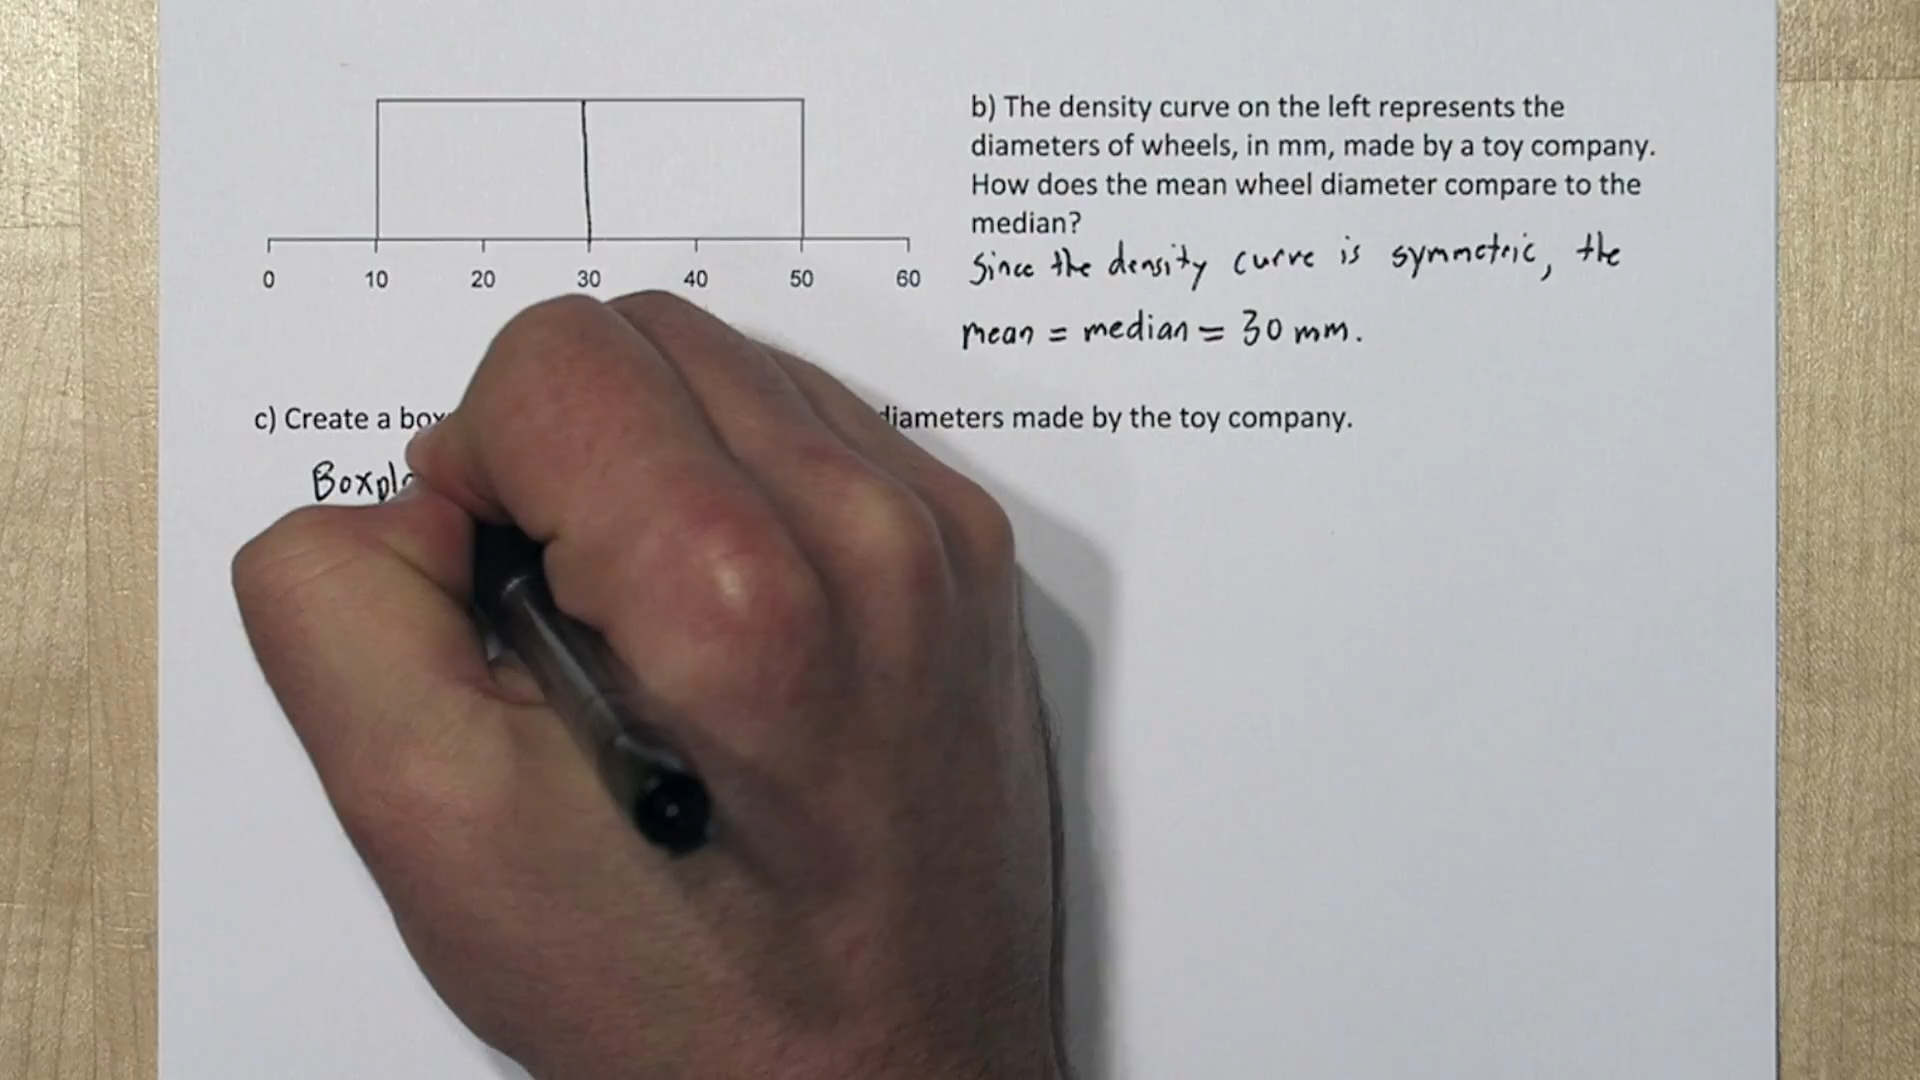 b) The density curve on the left represents the
diameters of wheels, in mm, made by a toy company.
How does the mean wheel diameter compare to the
median?
Since the density curve is symmetric, the
mean = median = 30 mm.
0 10 20 30 40 50 60
c) Create a diameters made by the toy company.